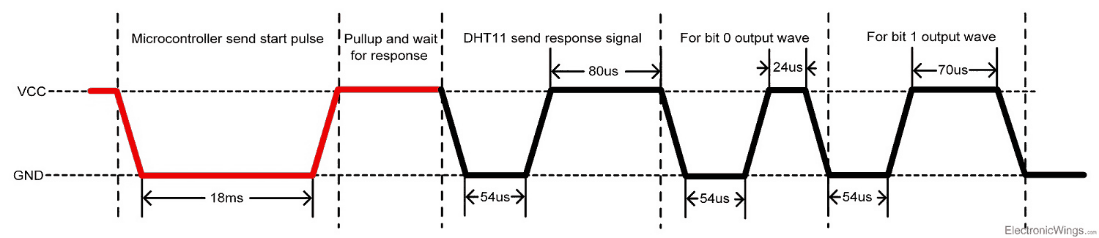 Microcontroller send start pulse
Pullup and wait
for response
DHT11 send response signal
For bit 0 output wave
For bit 1 output wave
80us
24us
70us
VCC
GND
18ms
54us
54us
54us
ElectronicWings.com